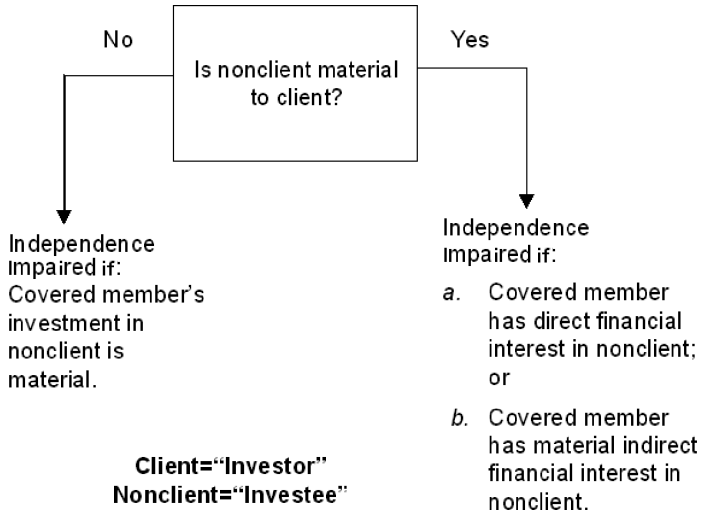 No
Yes
Is nonclient material
to client?
Independence
Impaired if:
Covered member's
investment in
nonclient is
material.
Independence
Impaired if:
a. Covered member
has direct financial
interest in nonclient;
or
b. Covered member
has material indirect
financial interest in
nonclient.
Client=“Investor”
Nonclient=“Investee”